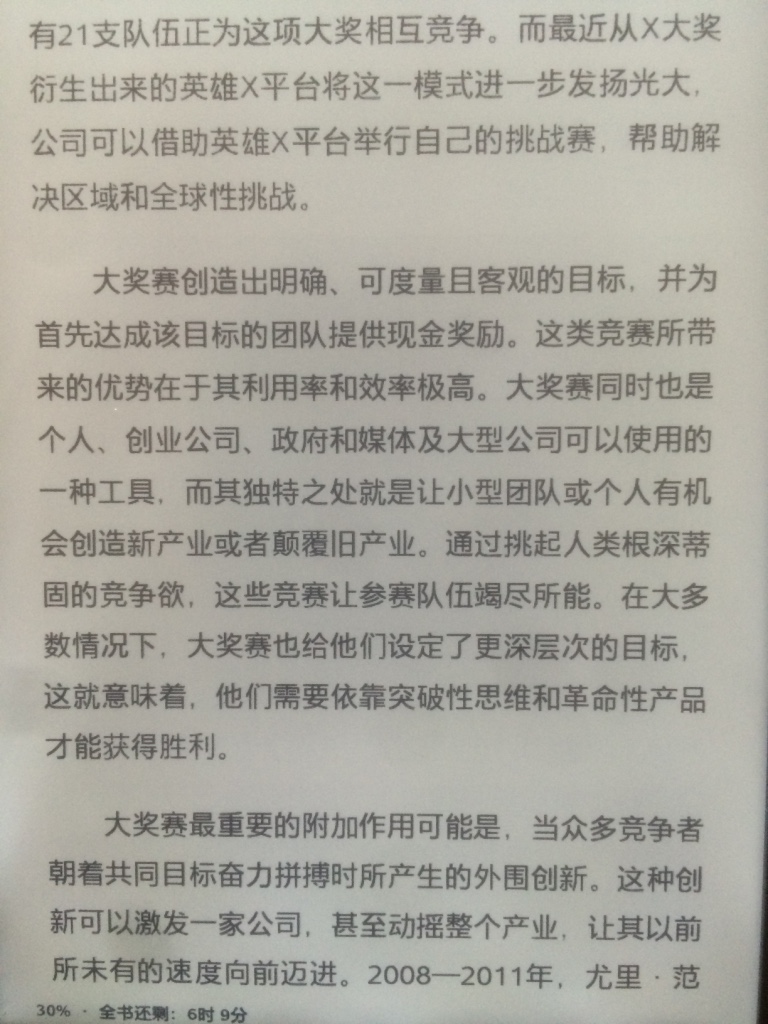 有21支队伍正为这项大奖相互竞争。而最近从X大奖
衍生出来的英雄X平台将这一模式进一步发扬光大，
公司可以借助英雄X平台举行自己的挑战赛，帮助解
决区域和全球性挑战。
大奖赛创造出明确、可度量且客观的目标，并为
首先达成该目标的团队提供现金奖励。这类竞赛所带
来的优势在于其利用率和效率极高。大奖赛同时也是
个人、创业公司、政府和媒体及大型公司可以使用的
一种工具，而其独特之处就是让小型团队或个人有机
会创造新产业或者颠覆旧产业。通过挑起人类根深蒂
固的竞争欲，这些竞赛让参赛队伍竭尽所能。在大多
数情况下，大奖赛也给他们设定了更深层次的目标，
这就意味着，他们需要依靠突破性思维和革命性产品
才能获得胜利。
大奖赛最重要的附加作用可能是，当众多竞争者
朝着共同目标奋力拼搏时所产生的外围创新。这种创
新可以激发一家公司，甚至动摇整个产业，让其以前
所未有的速度向前迈进。2008—2011年，尤里·范
30% · 全书还剩：6时 9分